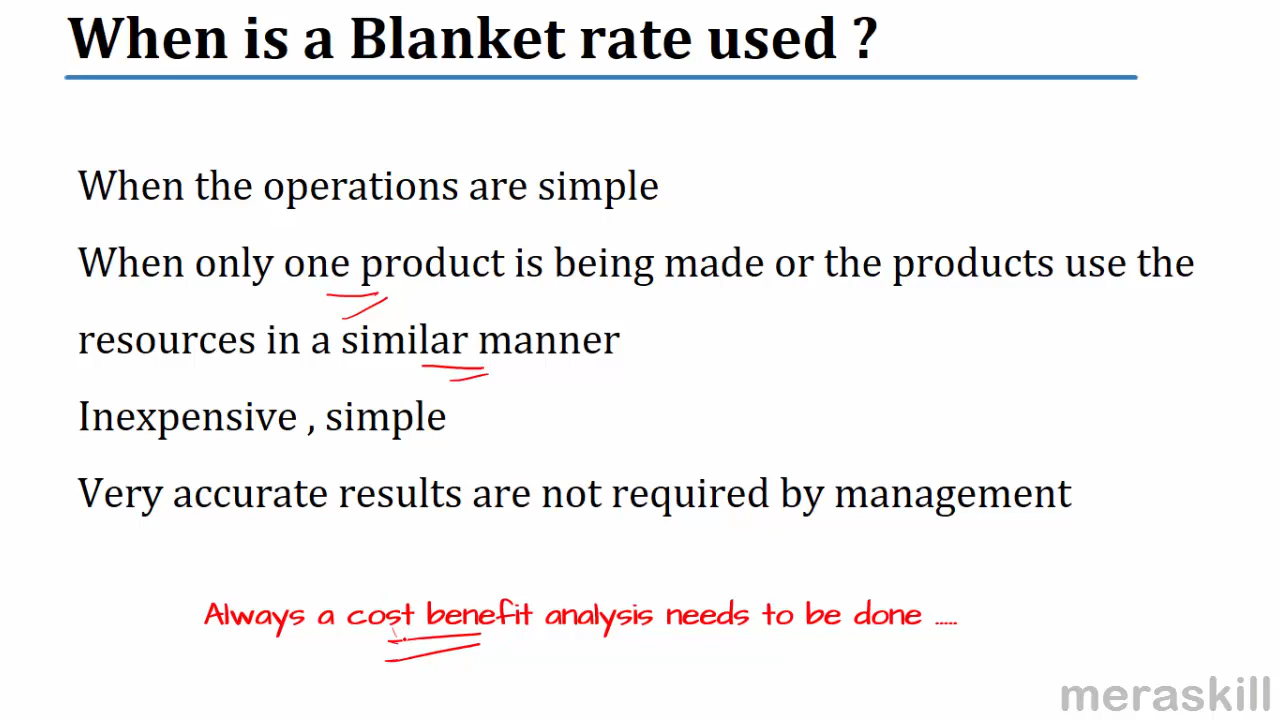 When is a Blanket rate used ?
When the operations are simple
When only one product is being made or the products use the
resources in a similar manner
Inexpensive , simple
Very accurate results are not required by management
Always a cost benefit analysis needs to be done .....
meraskill